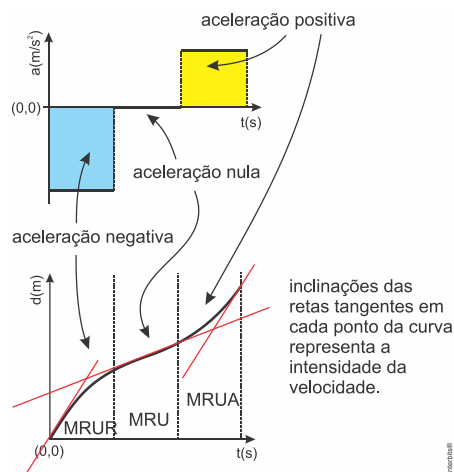 aceleração positiva
a(m/s²)
(0,0)
t(s)
aceleração nula
aceleração negativa
d(m)
inclinações das
retas tangentes em
cada ponto da curva
representa a
intensidade da
velocidade.
MRUR
MRU
MRUA
(0,0)
t(s)